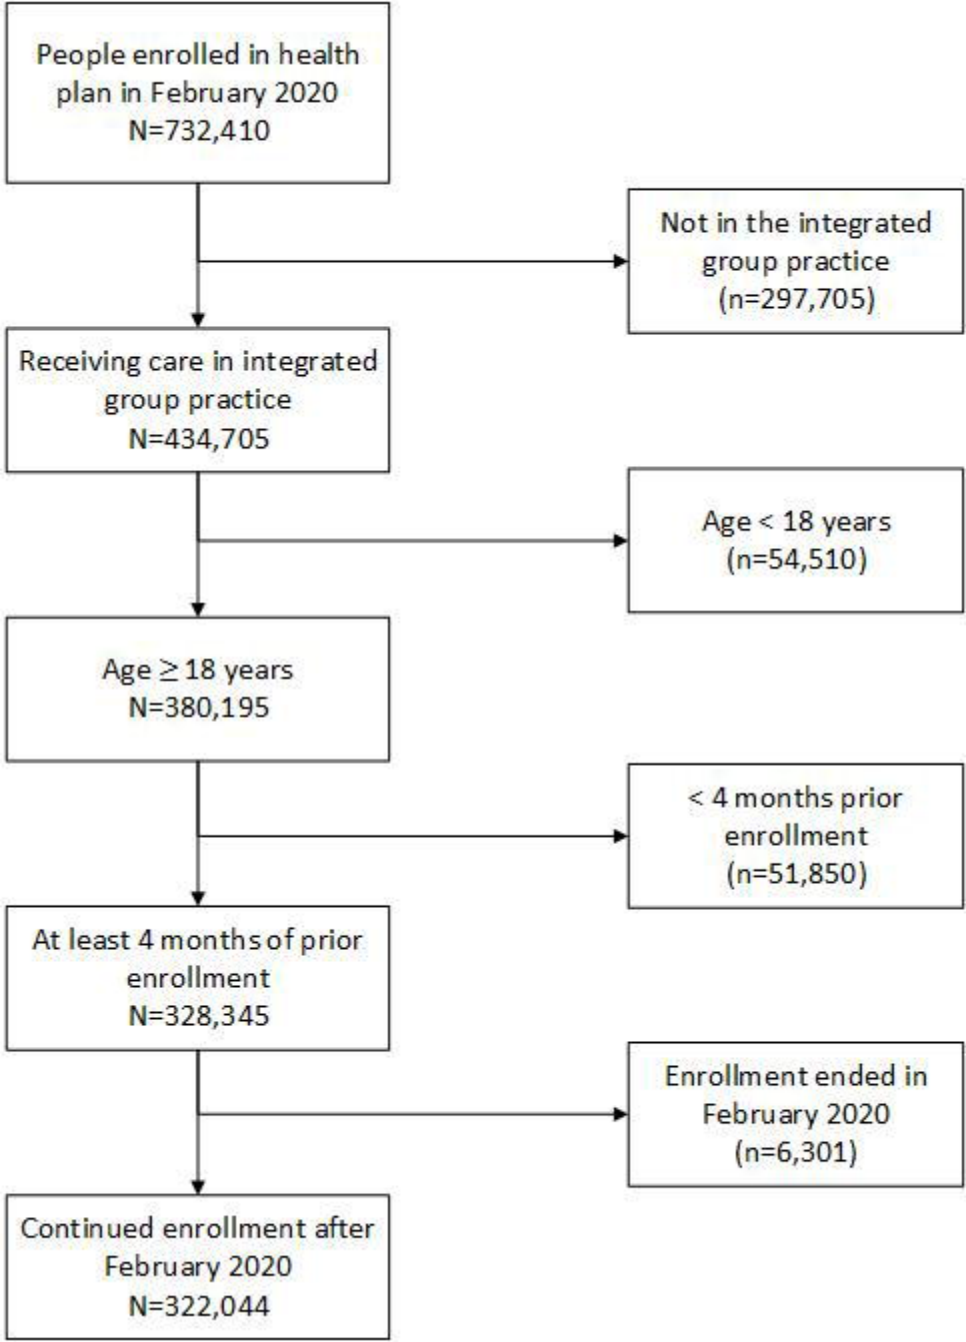 People enrolled in health
plan in February 2020
N=732,410
Not in the integrated
group practice
(n=297,705)
Receiving care in integrated
group practice
N=434,705
Age < 18 years
(n=54,510)
Age ≥ 18 years
N=380,195
< 4 months prior
enrollment
(n=51,850)
At least 4 months of prior
enrollment
N=328,345
Enrollment ended in
February 2020
(n=6,301)
Continued enrollment after
February 2020
N=322,044